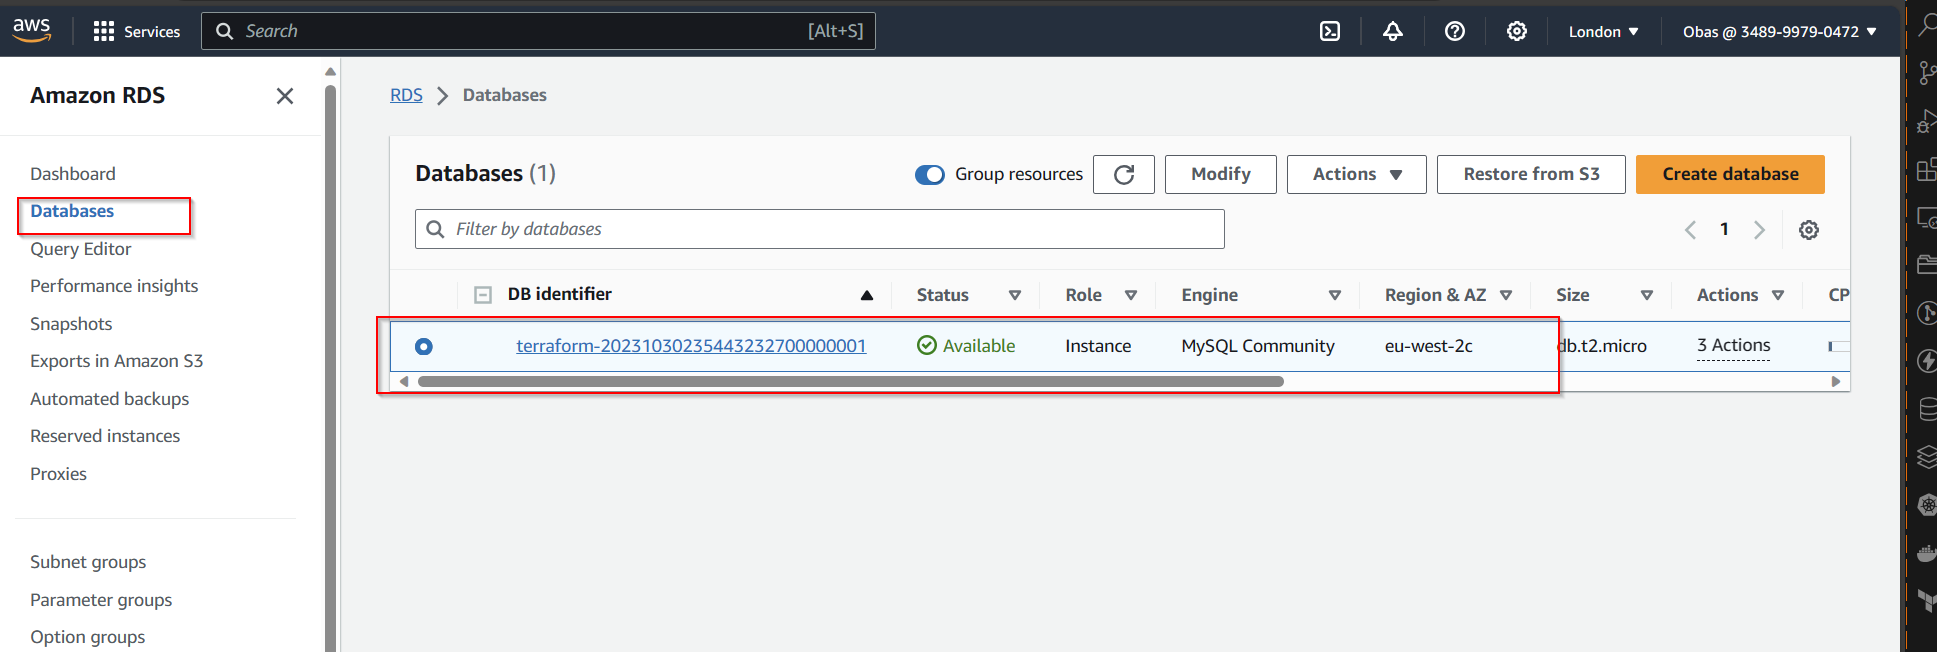 aws
Services
Search
[Alt+S]
London
Obas @ 3489-9979-0472
Amazon RDS
Dashboard
Databases
Query Editor
Performance insights
Snapshots
Exports in Amazon S3
Automated backups
Reserved instances
Proxies
Subnet groups
Parameter groups
Option groups
RDS > Databases
Databases (1)
Group resources
Modify
Actions
Restore from S3
Create database
Filter by databases
1
DB identifier Status Role Engine Region & AZ Size Actions CP
terraform-20231030235443232700000001 Available Instance MySQL Community eu-west-2c db.t2.micro 3 Actions